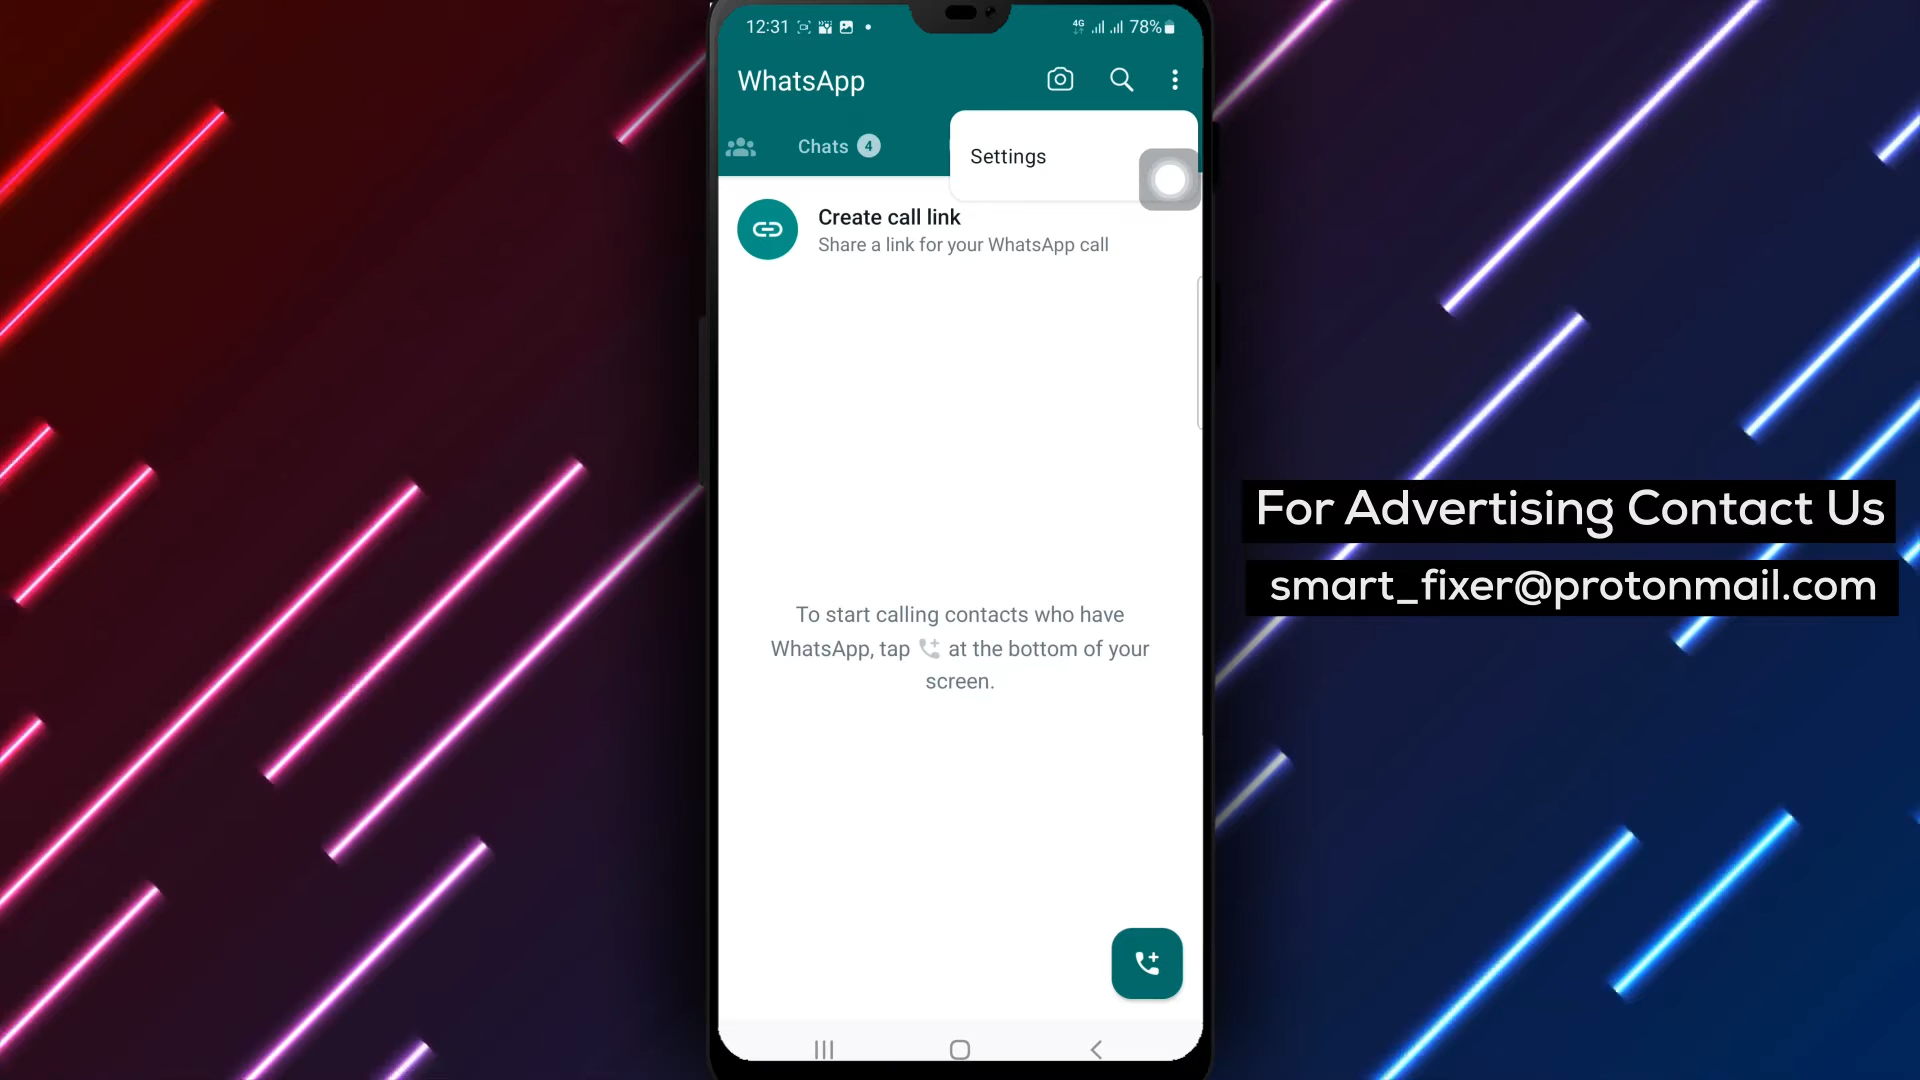 12:31
4G
78%
WhatsApp
Chats 4
Settings
Create call link
Share a link for your WhatsApp call
To start calling contacts who have
WhatsApp, tap at the bottom of your
screen.
For Advertising Contact Us
smart_fixer@protonmail.com